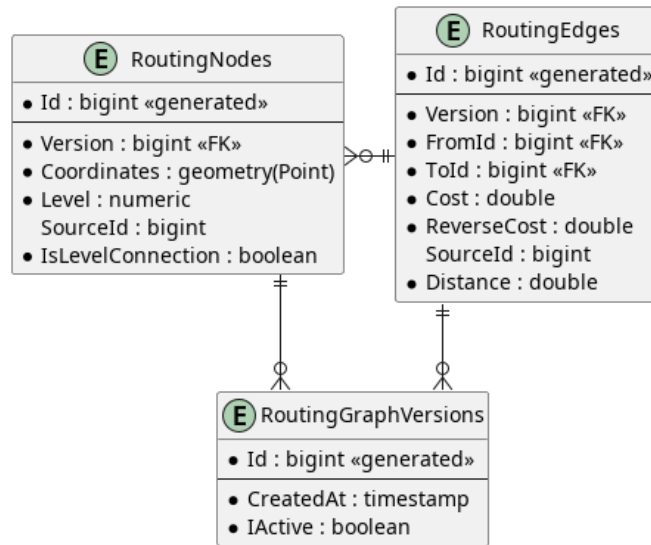 E RoutingNodes
Id : bigint «generated»
Version : bigint «FK»
Coordinates : geometry(Point)
Level : numeric
SourceId : bigint
IsLevelConnection : boolean
E RoutingEdges
Id : bigint «generated»
Version : bigint «FK»
FromId : bigint «FK»
ToId : bigint «FK»
Cost : double
ReverseCost : double
SourceId : bigint
Distance : double
E RoutingGraphVersions
Id : bigint «generated»
CreatedAt : timestamp
IActive : boolean